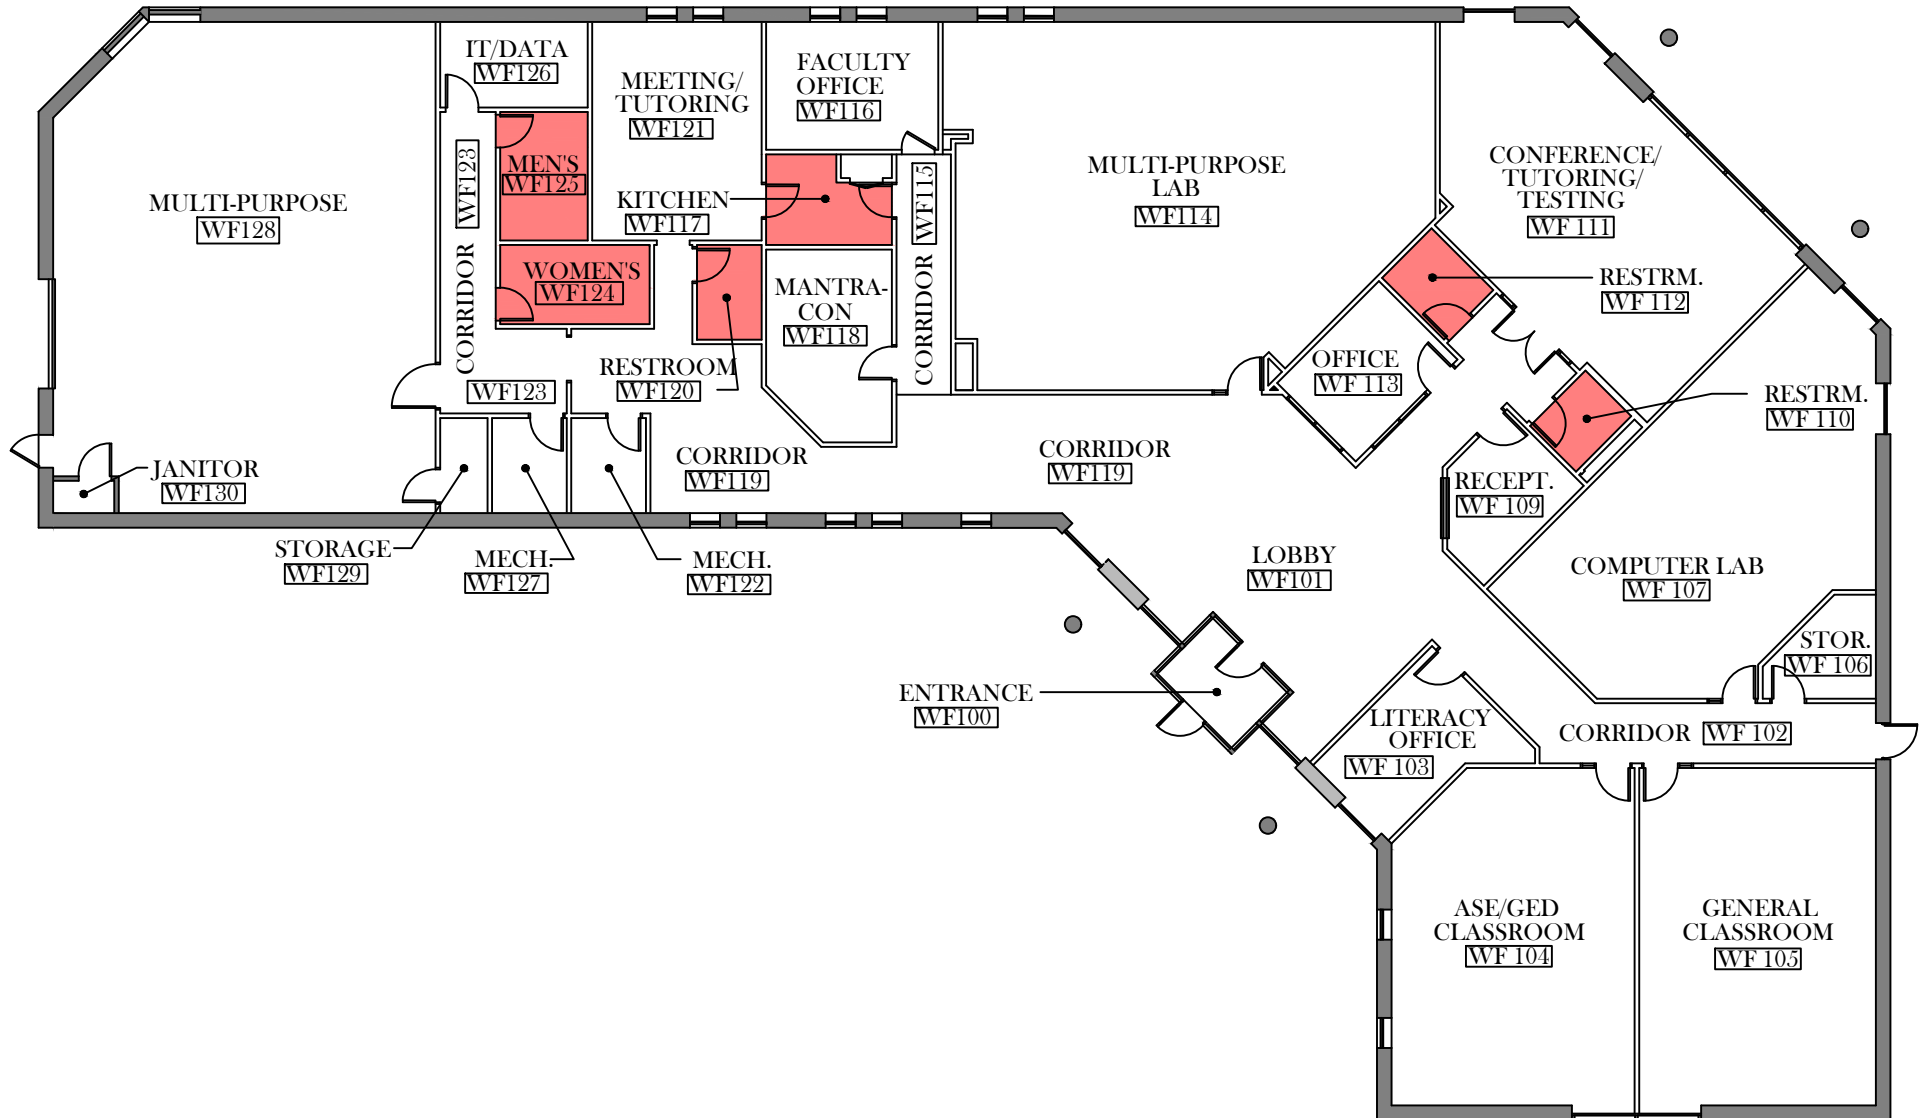 IT/DATA
WF126
MEETING/
TUTORING
WF121
FACULTY
OFFICE
WF116
MULTI-PURPOSE
WF128
WF123
CORRIDOR
MEN'S
WF125
KITCHEN
WF117
WF115
CORRIDOR
MULTI-PURPOSE
LAB
WF114
CONFERENCE/
TUTORING/
TESTING
WF 111
WOMEN'S
WF124
MANTRA-
CON
WF118
RESTRM.
WF 112
RESTROOM
WF120
WF123
OFFICE
WF 113
RESTRM.
WF 110
JANITOR
WF130
CORRIDOR
WF119
CORRIDOR
WF119
RECEPT.
WF 109
STORAGE
WF129
MECH.
WF127
MECH.
WF122
LOBBY
WF101
COMPUTER LAB
WF 107
STOR.
WF 106
ENTRANCE
WF100
LITERACY
OFFICE
WF 103
CORRIDOR
WF 102
ASE/GED
CLASSROOM
WF 104
GENERAL
CLASSROOM
WF 105